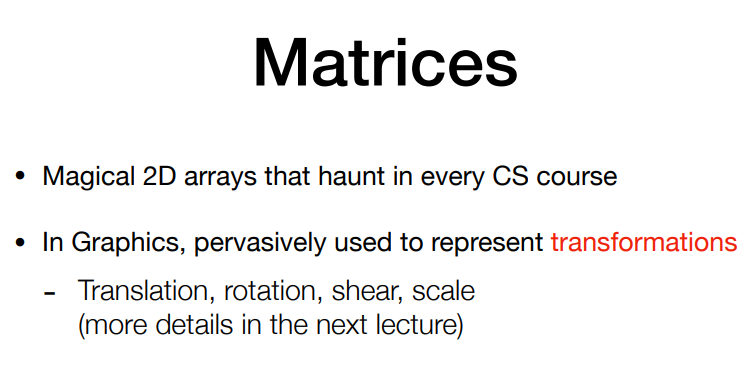 Matrices
• Magical 2D arrays that haunt in every CS course
• In Graphics, pervasively used to represent transformations
- Translation, rotation, shear, scale
(more details in the next lecture)